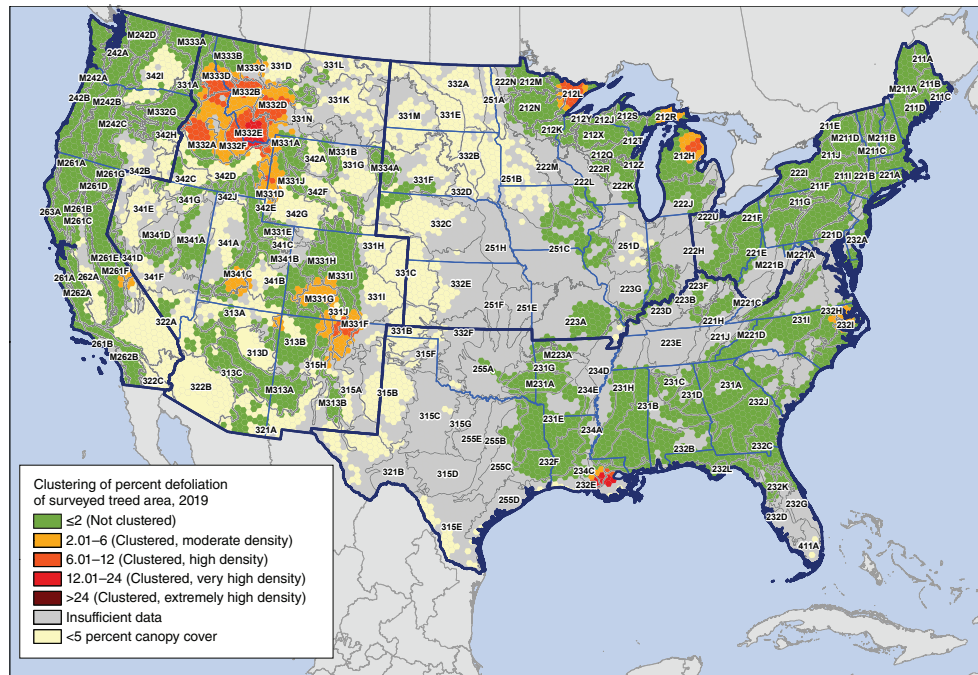 M242D
M333A
242A
M333B
M333C
331D
331L
342I
331A
M333D
M332B
M332D
331K
332A
222N
212M
251A
212L
212N
331M
331E
212Y
212J
212S
212R
211A
M211A
211B
211C
211D
M242A
242B
M242B
M332G
M242C
342H
M332A
M332E
M332F
331N
M331A
212K
212X
212T
212Q
212Z
212H
211E
M211D
M211B
M211C
211J
M261A
M261G
342B
342C
342D
342A
M331B
331G
M334A
M331J
332B
331F
332D
251B
222M
222R
222L
222K
222J
222I
211I
221B
221A
211F
M261D
341E
341G
342J
M331D
342E
342F
342G
332C
222U
211G
221F
263A
M261B
M261C
M341D
M341A
341A
M331E
341C
M341B
M331H
331H
251H
251C
251D
222H
221E
221D
M221A
M221B
232A
M261E
341D
M261F
341F
M341C
341B
M331I
M331G
331C
331I
332E
223G
223F
223B
M221C
261A
262A
M262A
322A
313A
331J
M331F
331B
332F
251F
251E
223A
223D
221H
232H
232I
231I
261B
M262B
322C
322B
313D
313C
313B
315H
M313A
M313B
315A
315B
315F
255A
M223A
231G
M231A
234D
234E
223E
221J
M221D
321A
315C
315G
255E
255B
231E
234A
231H
231C
231D
231A
231B
232J
321B
315D
255C
232F
234C
232E
232B
232C
232L
255D
315E
232K
232G
232D
411A
Clustering of percent defoliation
of surveyed treed area, 2019
≤2 (Not clustered)
2.01–6 (Clustered, moderate density)
6.01–12 (Clustered, high density)
12.01–24 (Clustered, very high density)
>24 (Clustered, extremely high density)
Insufficient data
<5 percent canopy cover